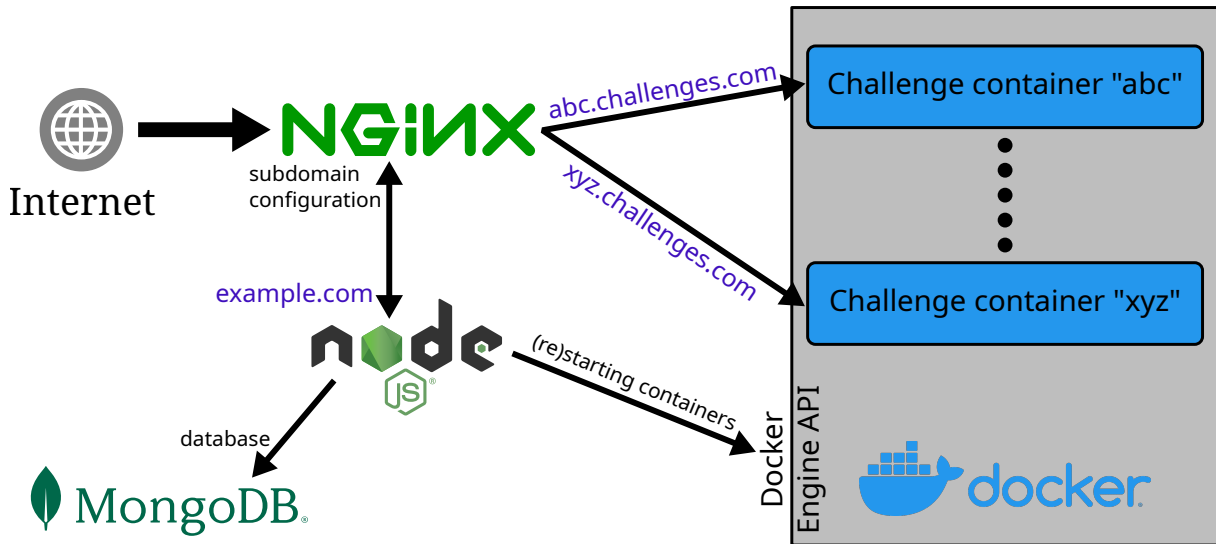 Internet
NGiNX
subdomain
configuration
example.com
node
JS®
database
MongoDB®
abc.challenges.com
xyz.challenges.com
(re)starting containers
Docker
Engine API
Challenge container "abc"
Challenge container "xyz"
docker